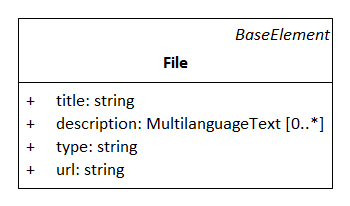 BaseElement
File
+ title: string
+ description: MultilanguageText [0..*]
+ type: string
+ url: string